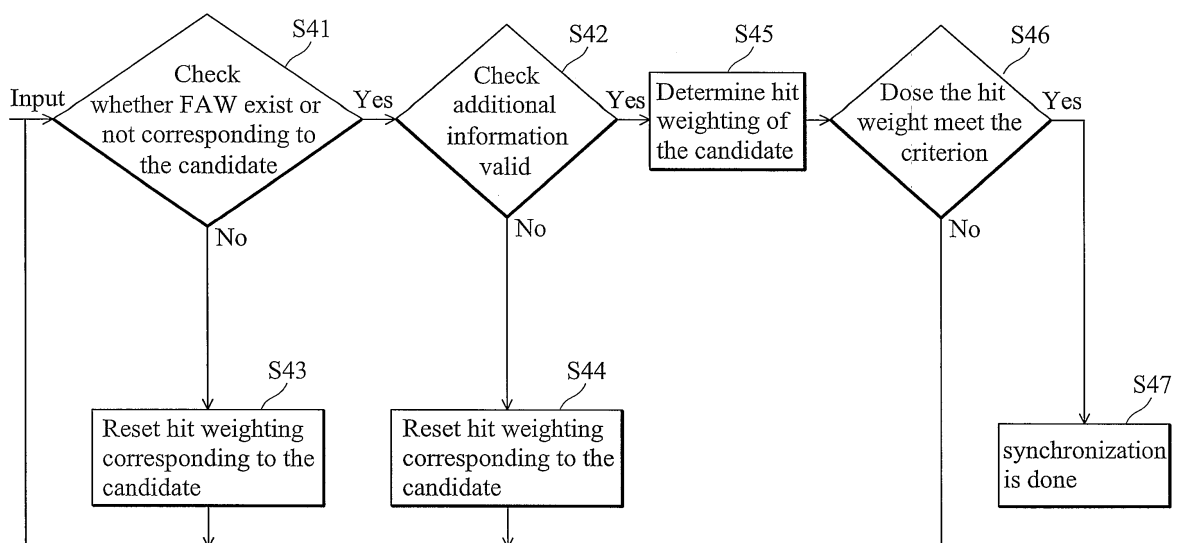 S41
Check
whether FAW exist or
not corresponding to
the candidate
Input
Yes
No
S42
Check
additional
information
valid
Yes
No
S45
Determine hit
weighting of
the candidate
S46
Dose the hit
weight meet the
criterion
Yes
No
S43
Reset hit weighting
corresponding to the
candidate
S44
Reset hit weighting
corresponding to the
candidate
S47
synchronization
is done